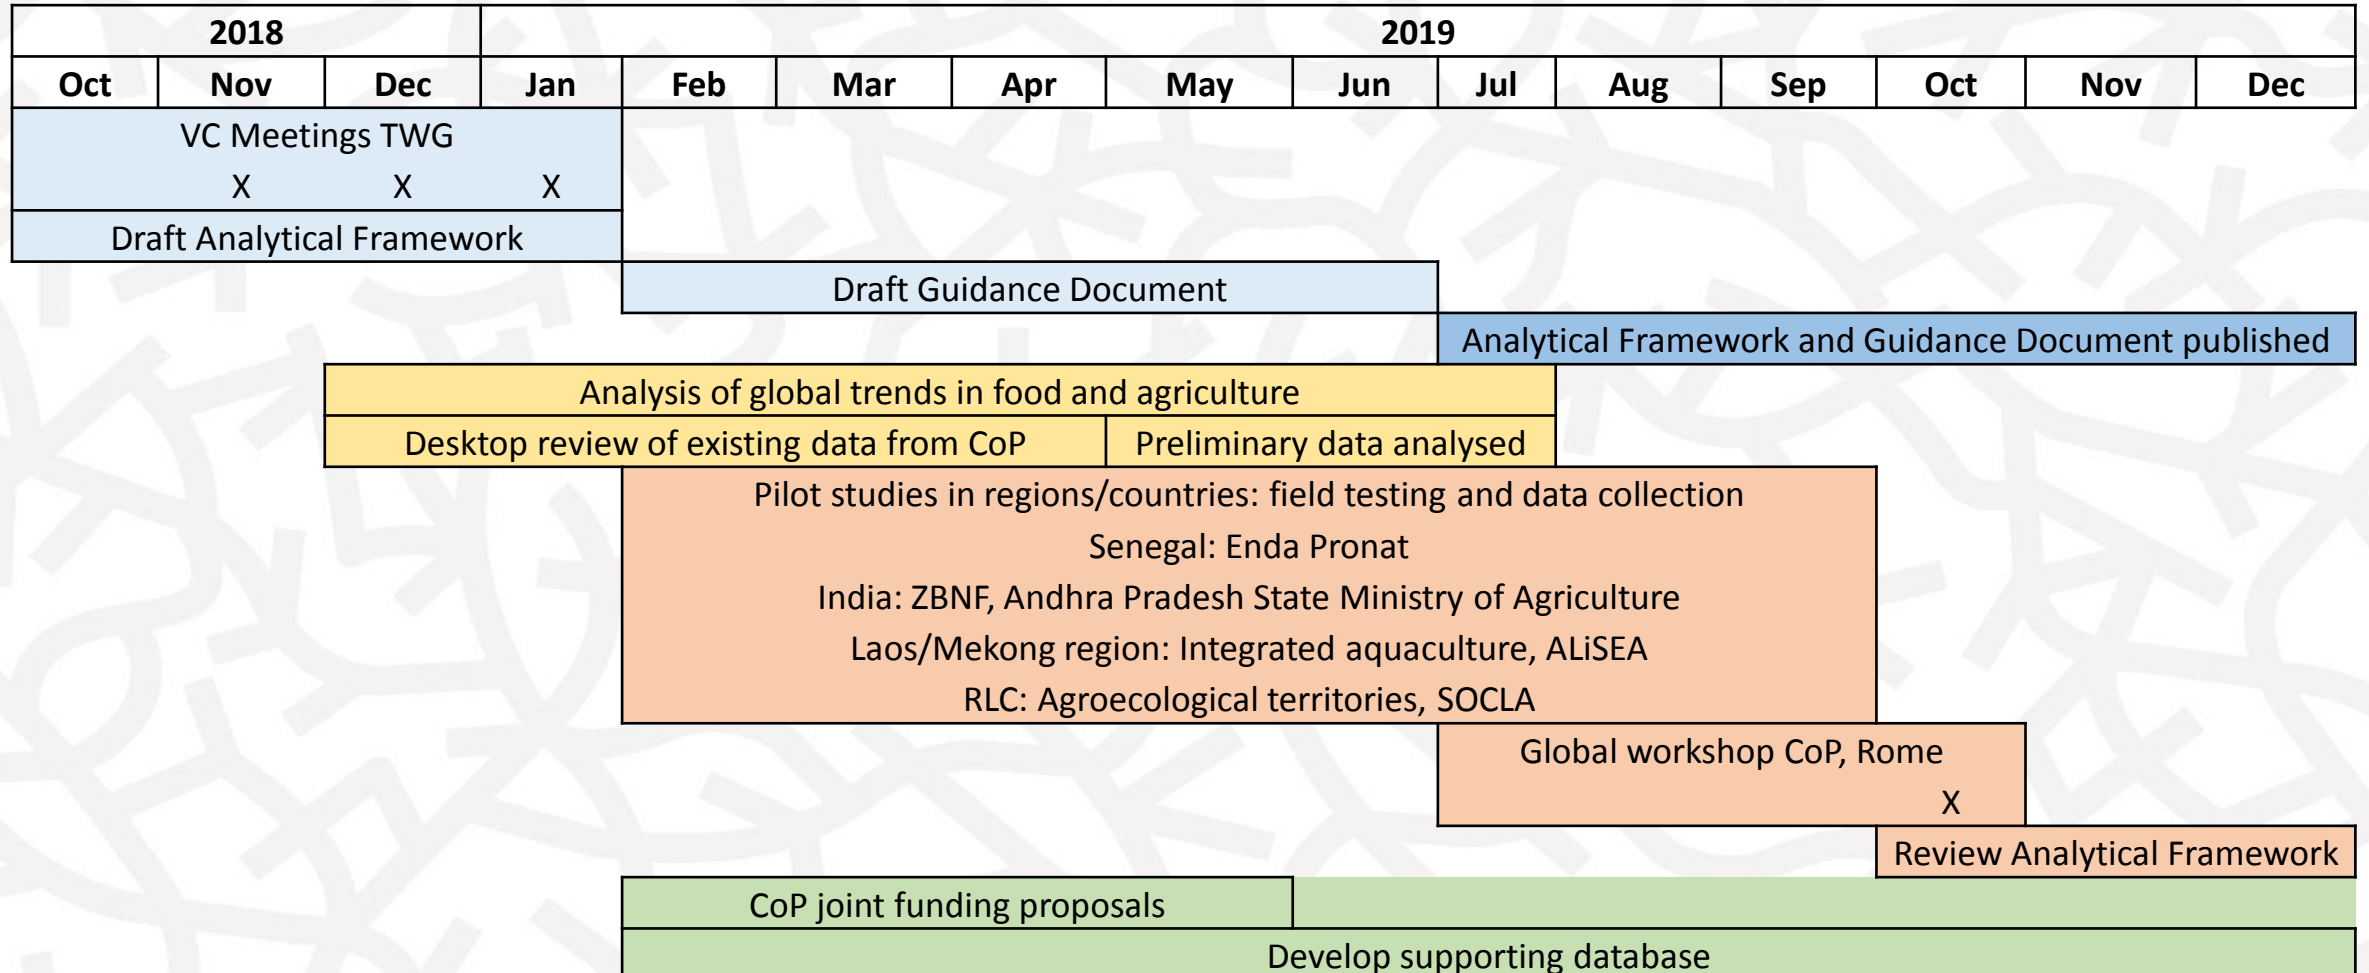 2018 2019
Oct Nov Dec Jan Feb Mar Apr May Jun Jul Aug Sep Oct Nov Dec
VC Meetings TWG
X X X
Draft Analytical Framework
Draft Guidance Document
Analytical Framework and Guidance Document published
Analysis of global trends in food and agriculture
Desktop review of existing data from CoP Preliminary data analysed
Pilot studies in regions/countries: field testing and data collection
Senegal: Enda Pronat
India: ZBNF, Andhra Pradesh State Ministry of Agriculture
Laos/Mekong region: Integrated aquaculture, ALiSEA
RLC: Agroecological territories, SOCLA
Global workshop CoP, Rome
X
Review Analytical Framework
CoP joint funding proposals
Develop supporting database